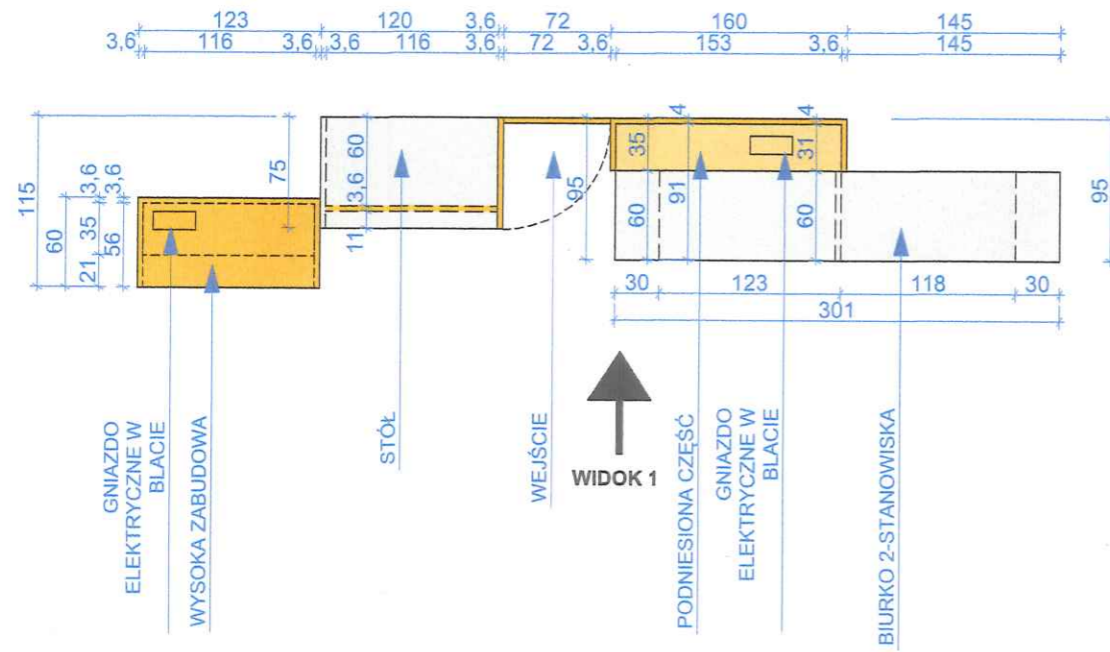 123 120 3,6 72 160 145
3,6 116 3,6 3,6 116 3,6 72 3,6 153 3,6 145
115
60
3,6
35
21
3,6
56
75
60
3,6
11
95
35
60
4
91
4
31
60
95
30 123 118 30
301
GNIAZDO
ELEKTRYCZNE W
BLACIE
WYSOKA ZABUDOWA
STÓŁ
WEJŚCIE
WIDOK 1
PODNIESIONA CZĘŚĆ
GNIAZDO
ELEKTRYCZNE W
BLACIE
BIURKO 2-STANOWISKA